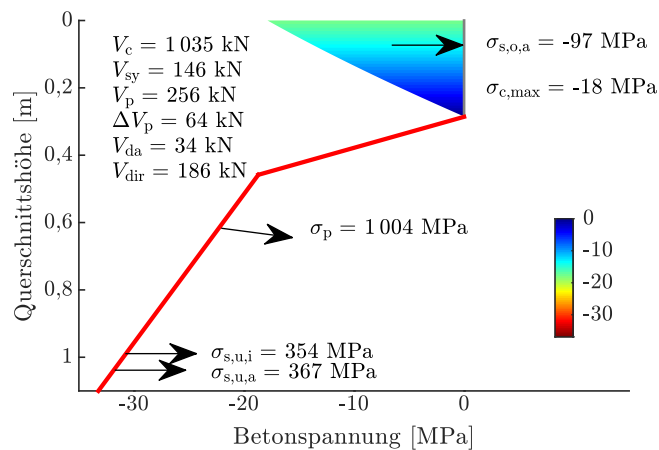 0
0,2
0,4
0,6
0,8
1
Querschnittshöhe [m]
V_c = 1 035 kN
V_sy = 146 kN
V_p = 256 kN
ΔV_p = 64 kN
V_da = 34 kN
V_dir = 186 kN
σ_s,o,a = -97 MPa
σ_c,max = -18 MPa
σ_p = 1 004 MPa
σ_s,u,i = 354 MPa
σ_s,u,a = 367 MPa
0
-10
-20
-30
-30 -20 -10 0
Betonspannung [MPa]